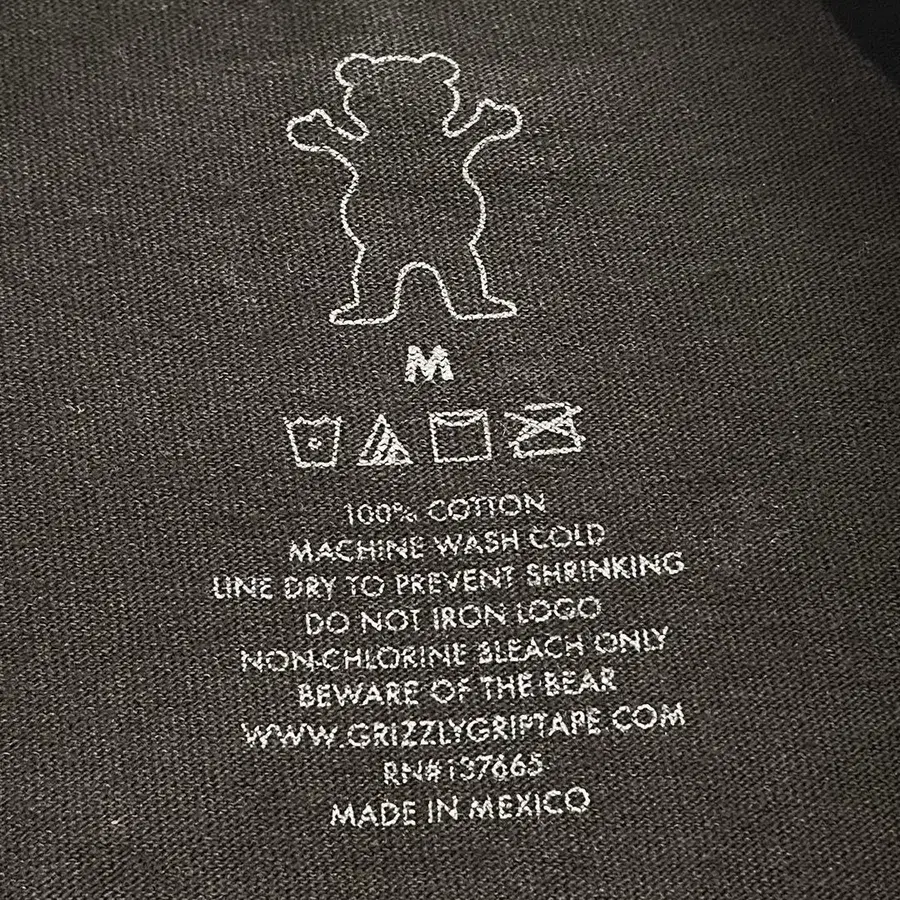 M
100% COTTON
MACHINE WASH COLD
LINE DRY TO PREVENT SHRINKING
DO NOT IRON LOGO
NON-CHLORINE BLEACH ONLY
BEWARE OF THE BEAR
WWW.GRIZZLYGRIPTAPE.COM
RN#137665
MADE IN MEXICO